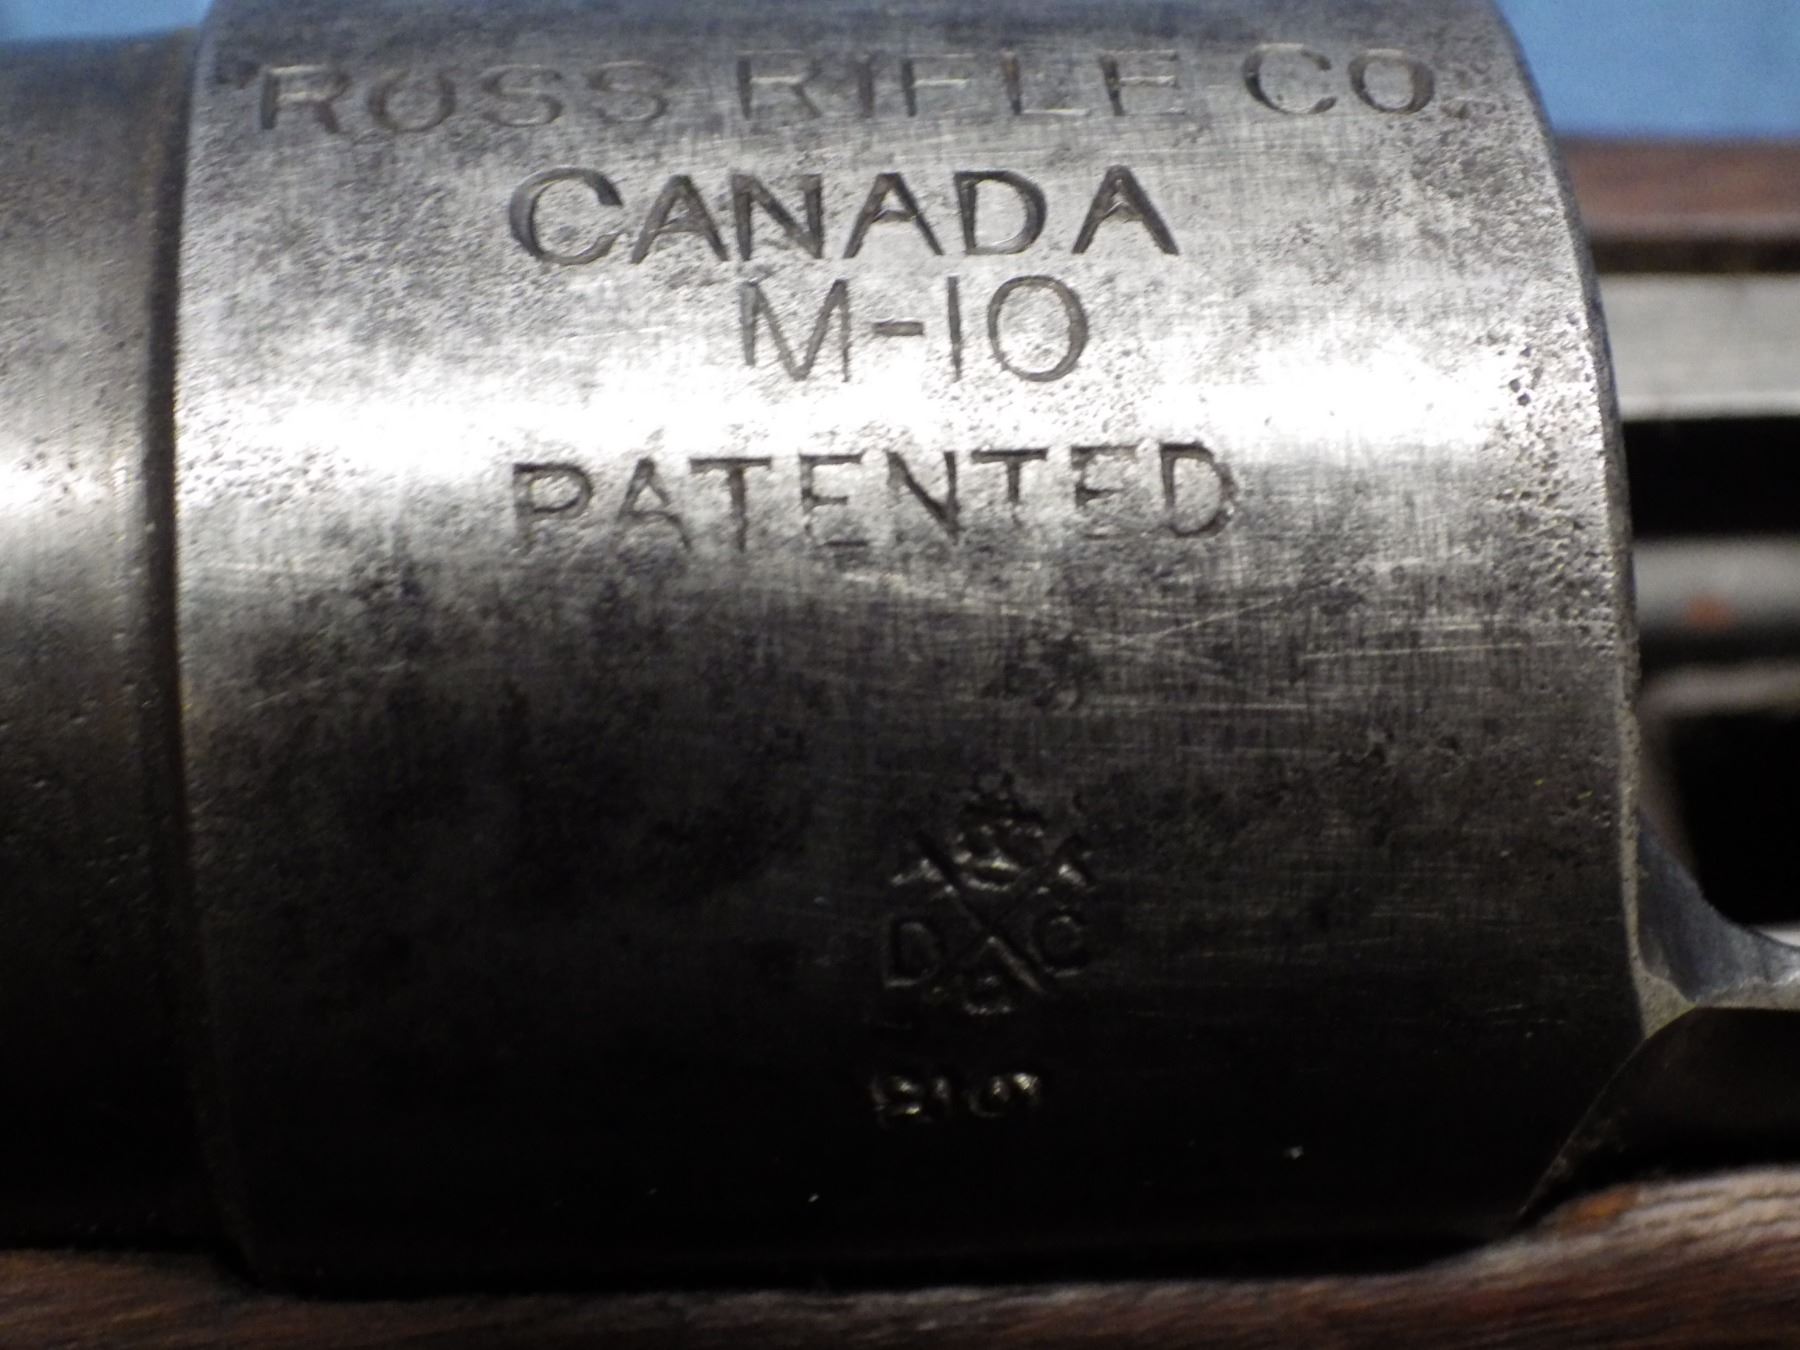 ROSS RIFLE CO.
CANADA
M-10
PATENTED
D C